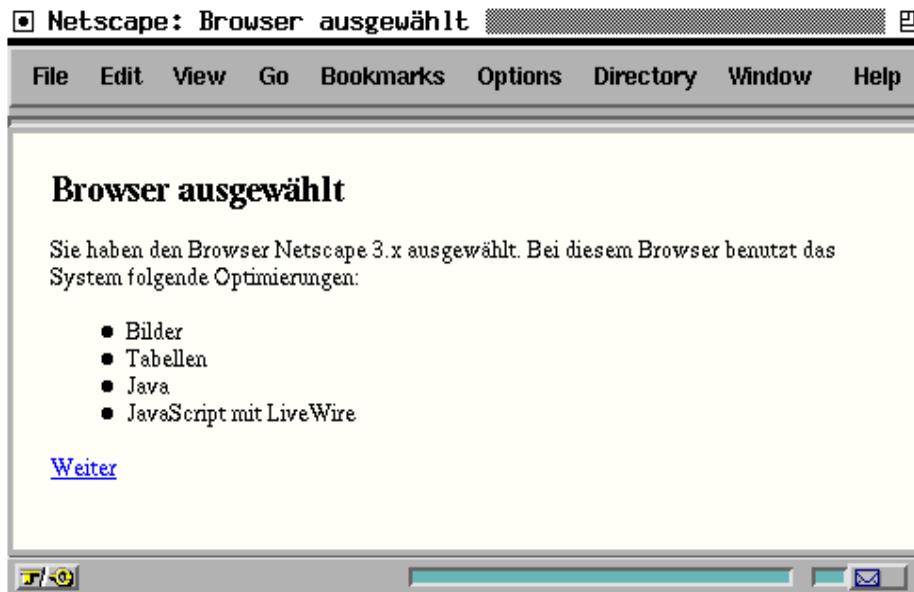 Netscape: Browser ausgewählt
File Edit View Go Bookmarks Options Directory Window Help
Browser ausgewählt
Sie haben den Browser Netscape 3.x ausgewählt. Bei diesem Browser benutzt das
System folgende Optimierungen:
Bilder
Tabellen
Java
JavaScript mit LiveWire
Weiter